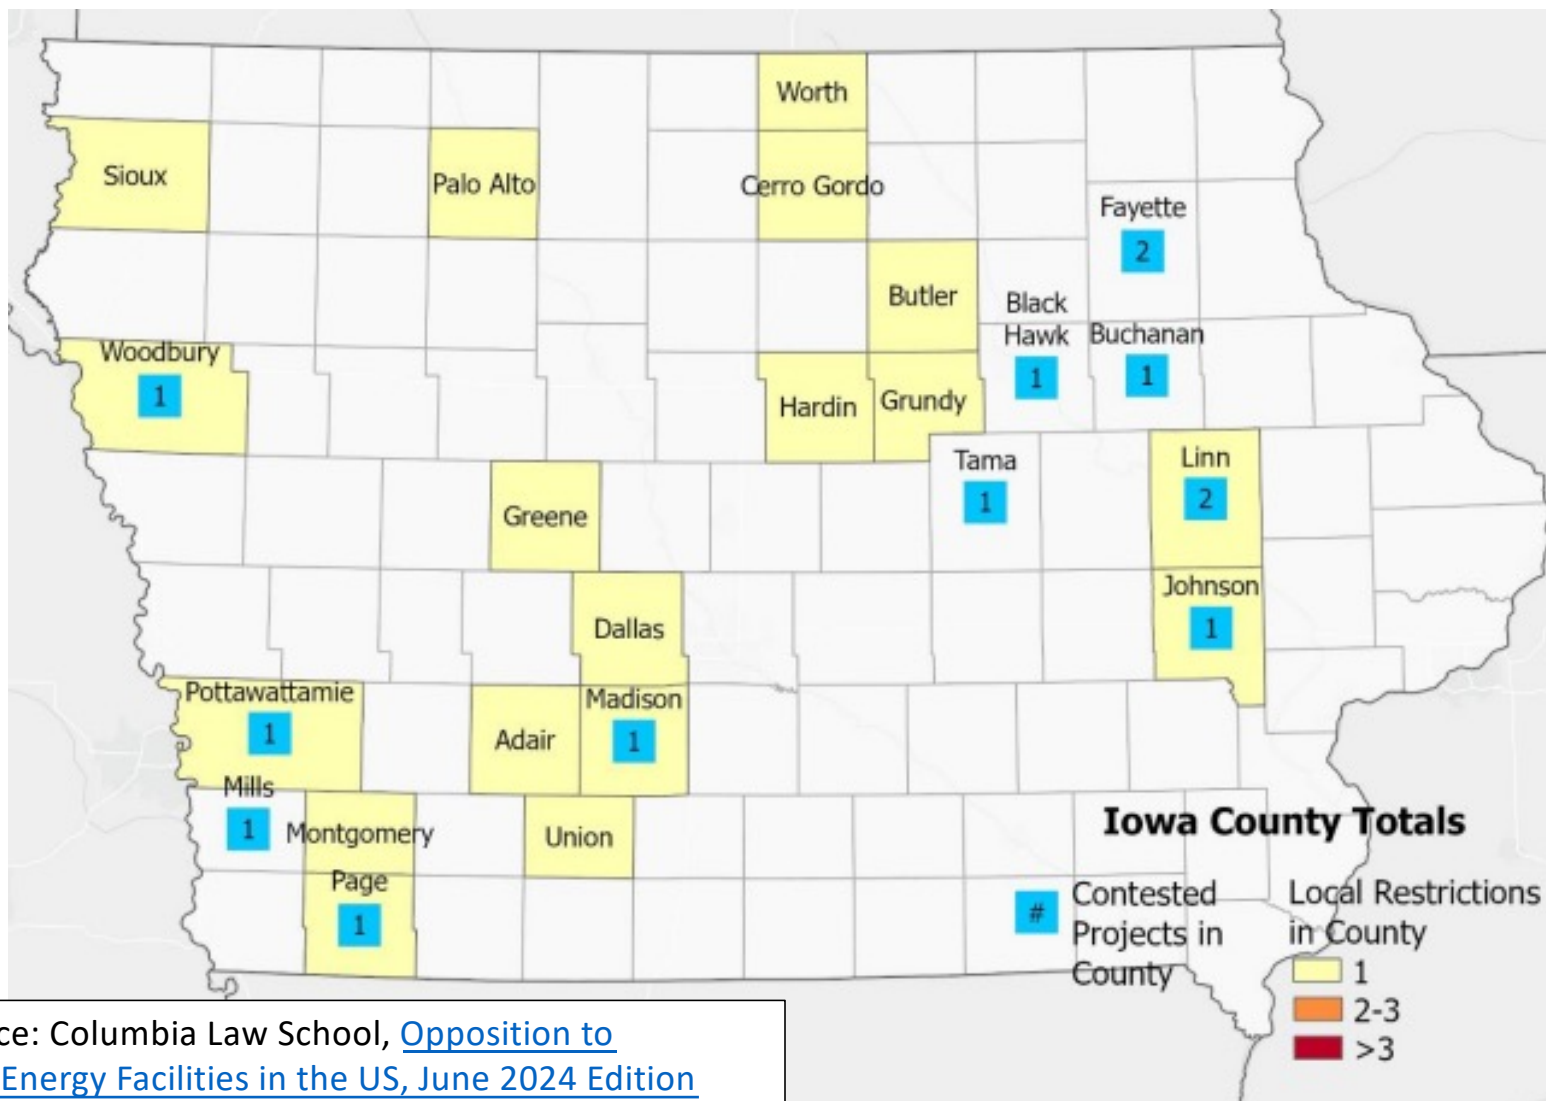 Worth
Sioux
Palo Alto
Cerro Gordo
Fayette
2
Butler
Black
Hawk
1
Buchanan
1
Woodbury
1
Hardin
Grundy
Tama
1
Linn
2
Greene
Johnson
1
Dallas
Pottawattamie
1
Adair
Madison
1
Mills
1
Montgomery
Union
Page
1
Iowa County Totals
#
Contested
Projects in
County
Local Restrictions
in County
1
2-3
>3
ce: Columbia Law School, Opposition to
Energy Facilities in the US, June 2024 Edition